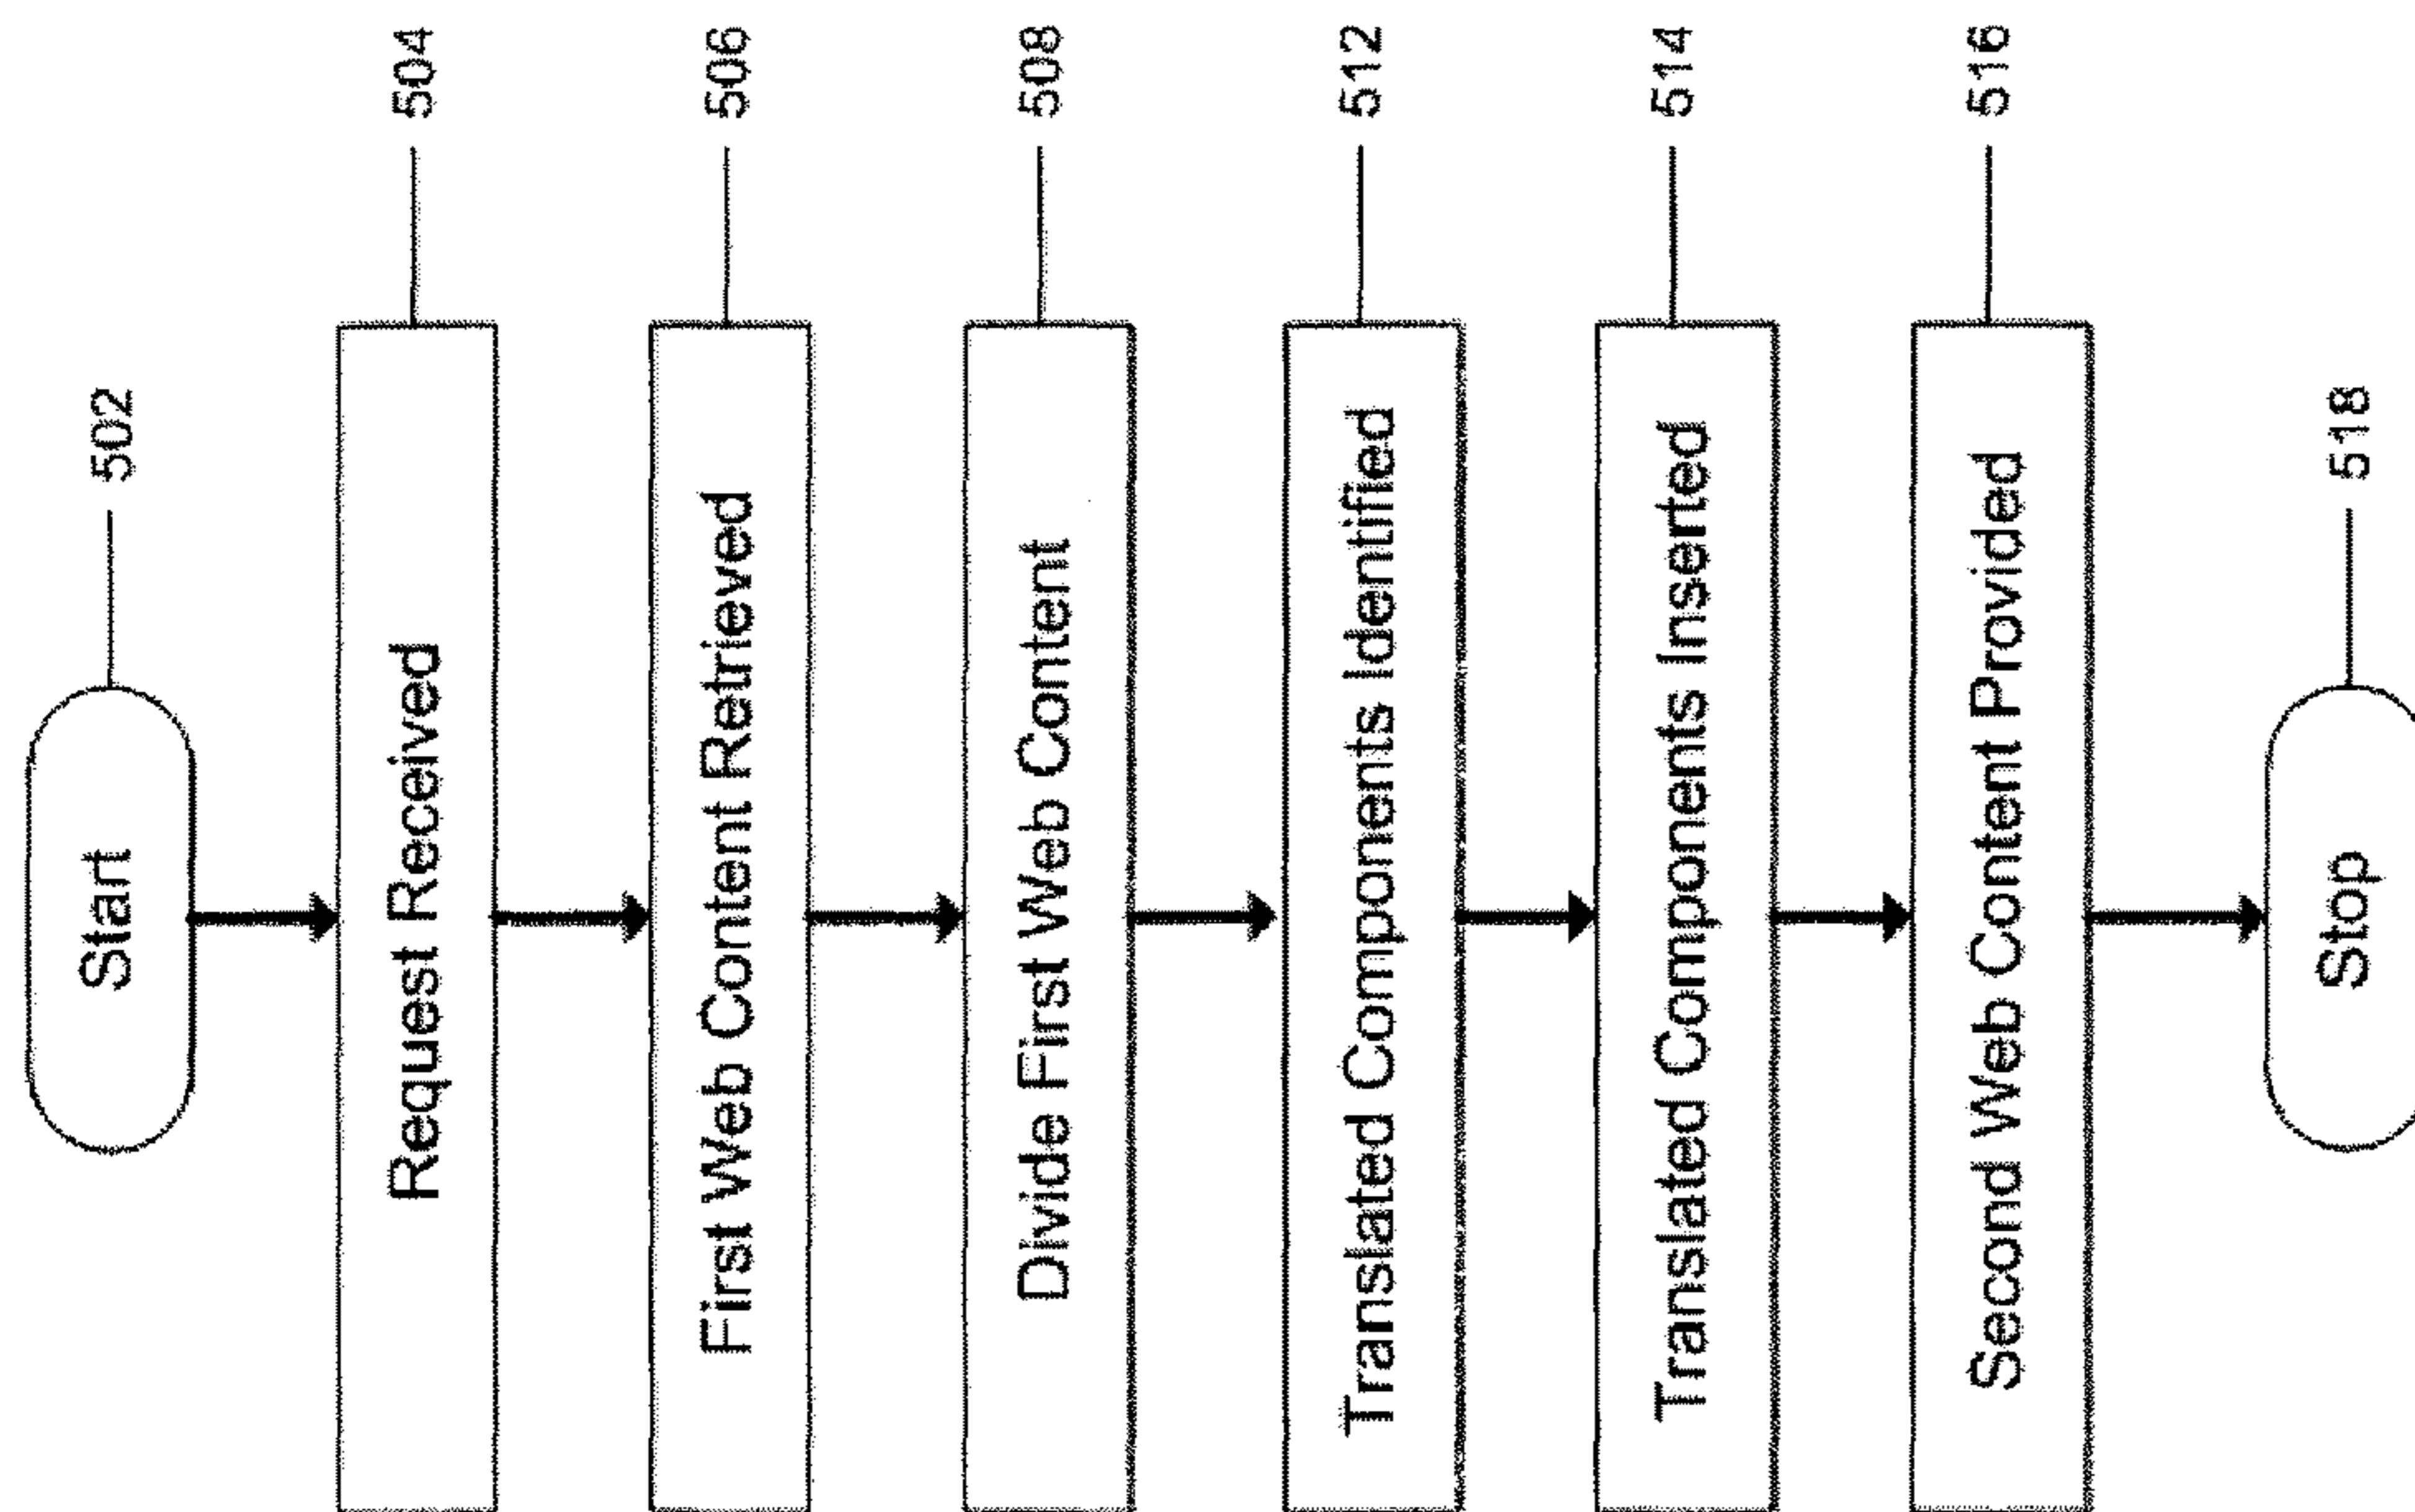 Start
502
Request Received
504
First Web Content Retrieved
506
Divide First Web Content
508
Translated Components Identified
512
Translated Components Inserted
514
Second Web Content Provided
516
Stop
518